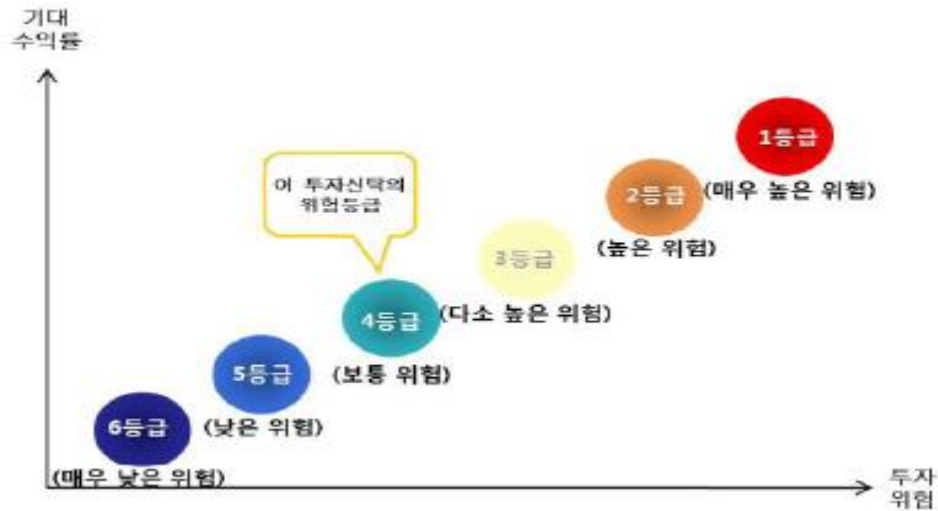 기대
수익률
1등급
(매우 높은 위험)
이 투자신탁의
위험등급
2등급
(높은 위험)
3등급
(다소 높은 위험)
4등급
(보통 위험)
5등급
(낮은 위험)
6등급
(매우 낮은 위험)
투자
위험